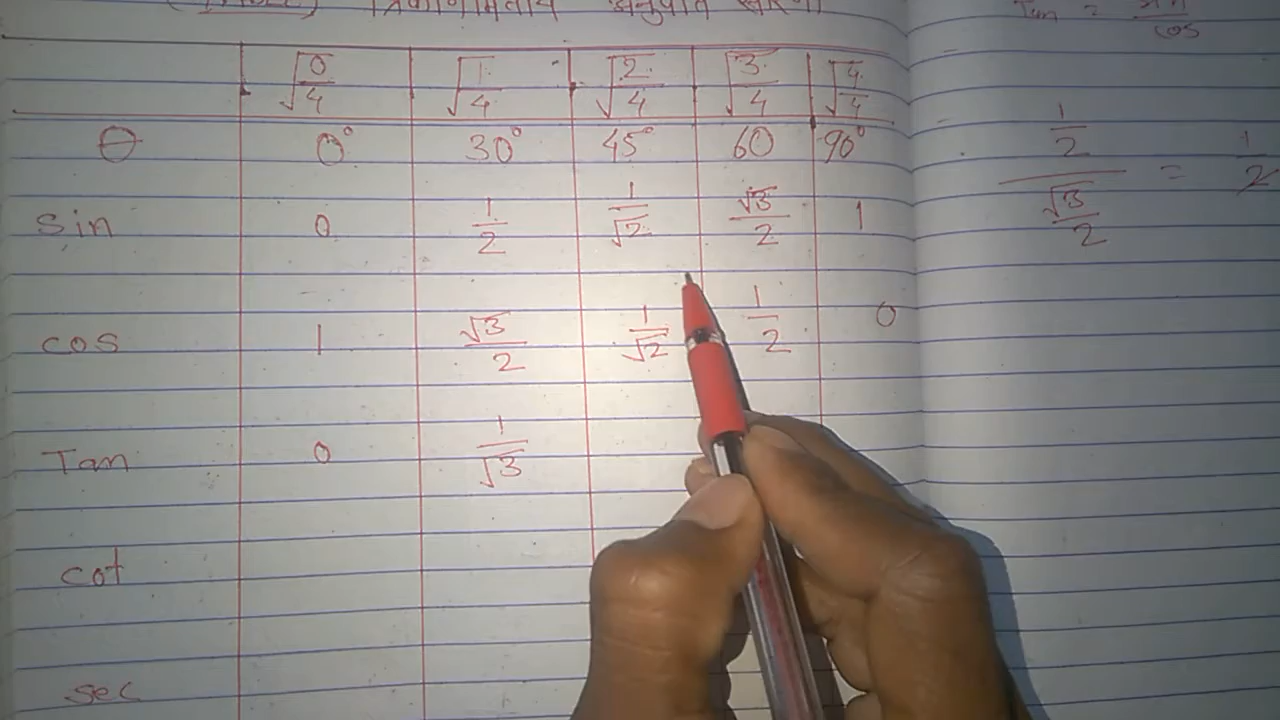 त्रिकोणमितीय अनुपात सारणी
Tan = sin/cos
√0/4 √1/4 √2/4 √3/4 √4/4
θ 0° 30° 45° 60 90°
Sin 0 1/2 1/√2 √3/2 1
cos 1 √3/2 1/√2 1/2 0
Tan 0 1/√3
cot
sec
1/2 / √3/2 = 1/2